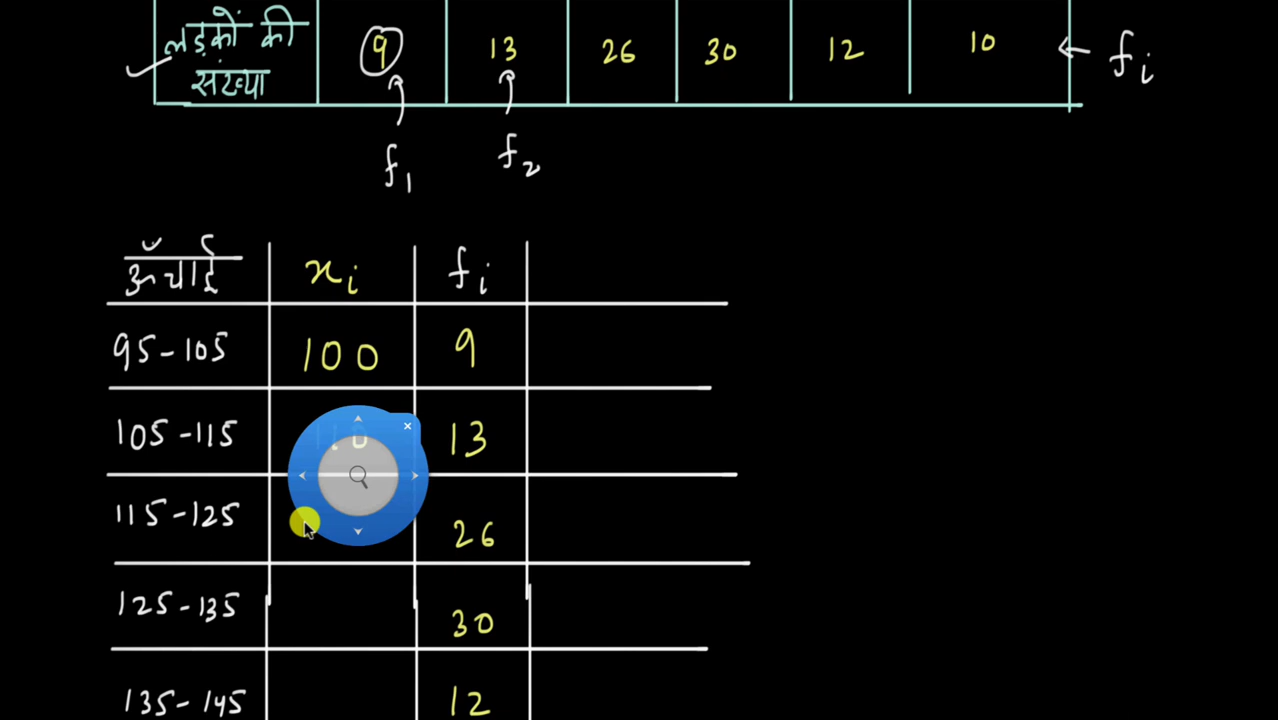 लड़कों की संख्या 9 13 26 30 12 10 ← fi
f1 f2
ऊँचाई xi fi
95-105 100 9
105-115 110 13
115-125 26
125-135 30
135-145 12